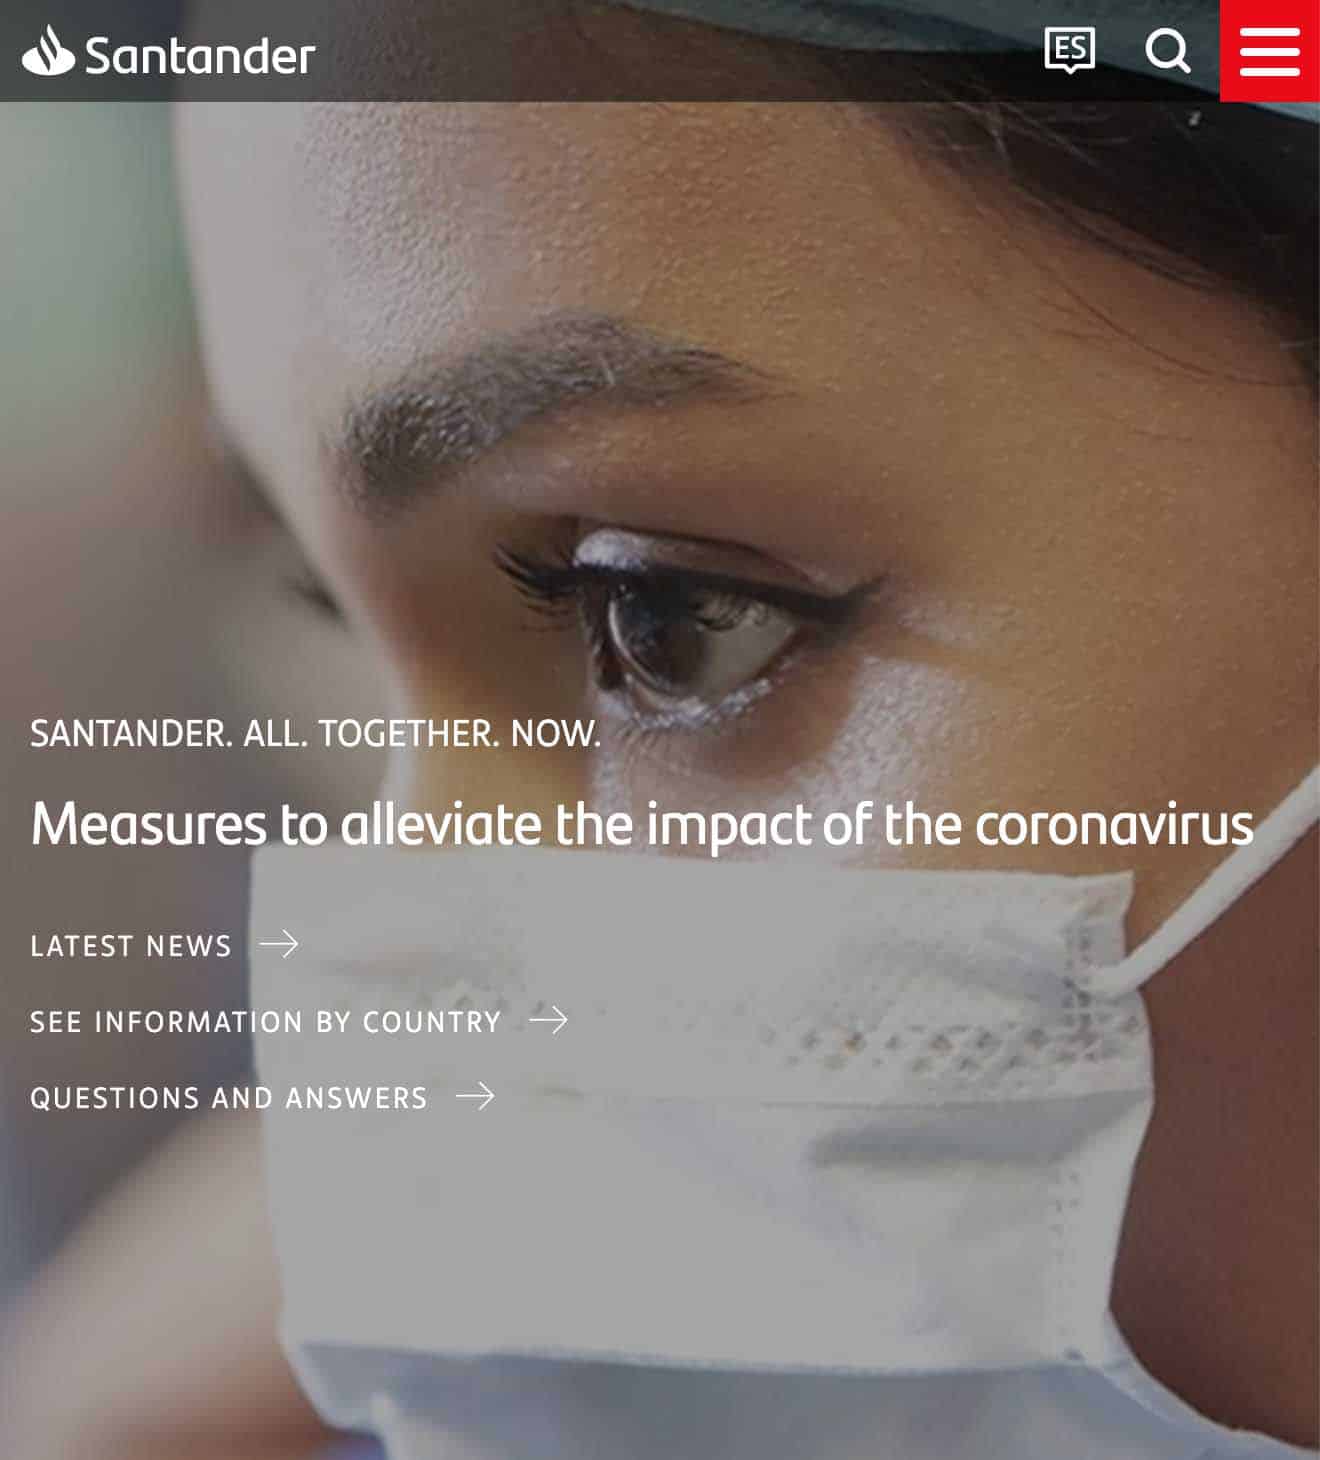 Santander
ES
SANTANDER. ALL. TOGETHER. NOW.
Measures to alleviate the impact of the coronavirus
LATEST NEWS
SEE INFORMATION BY COUNTRY
QUESTIONS AND ANSWERS